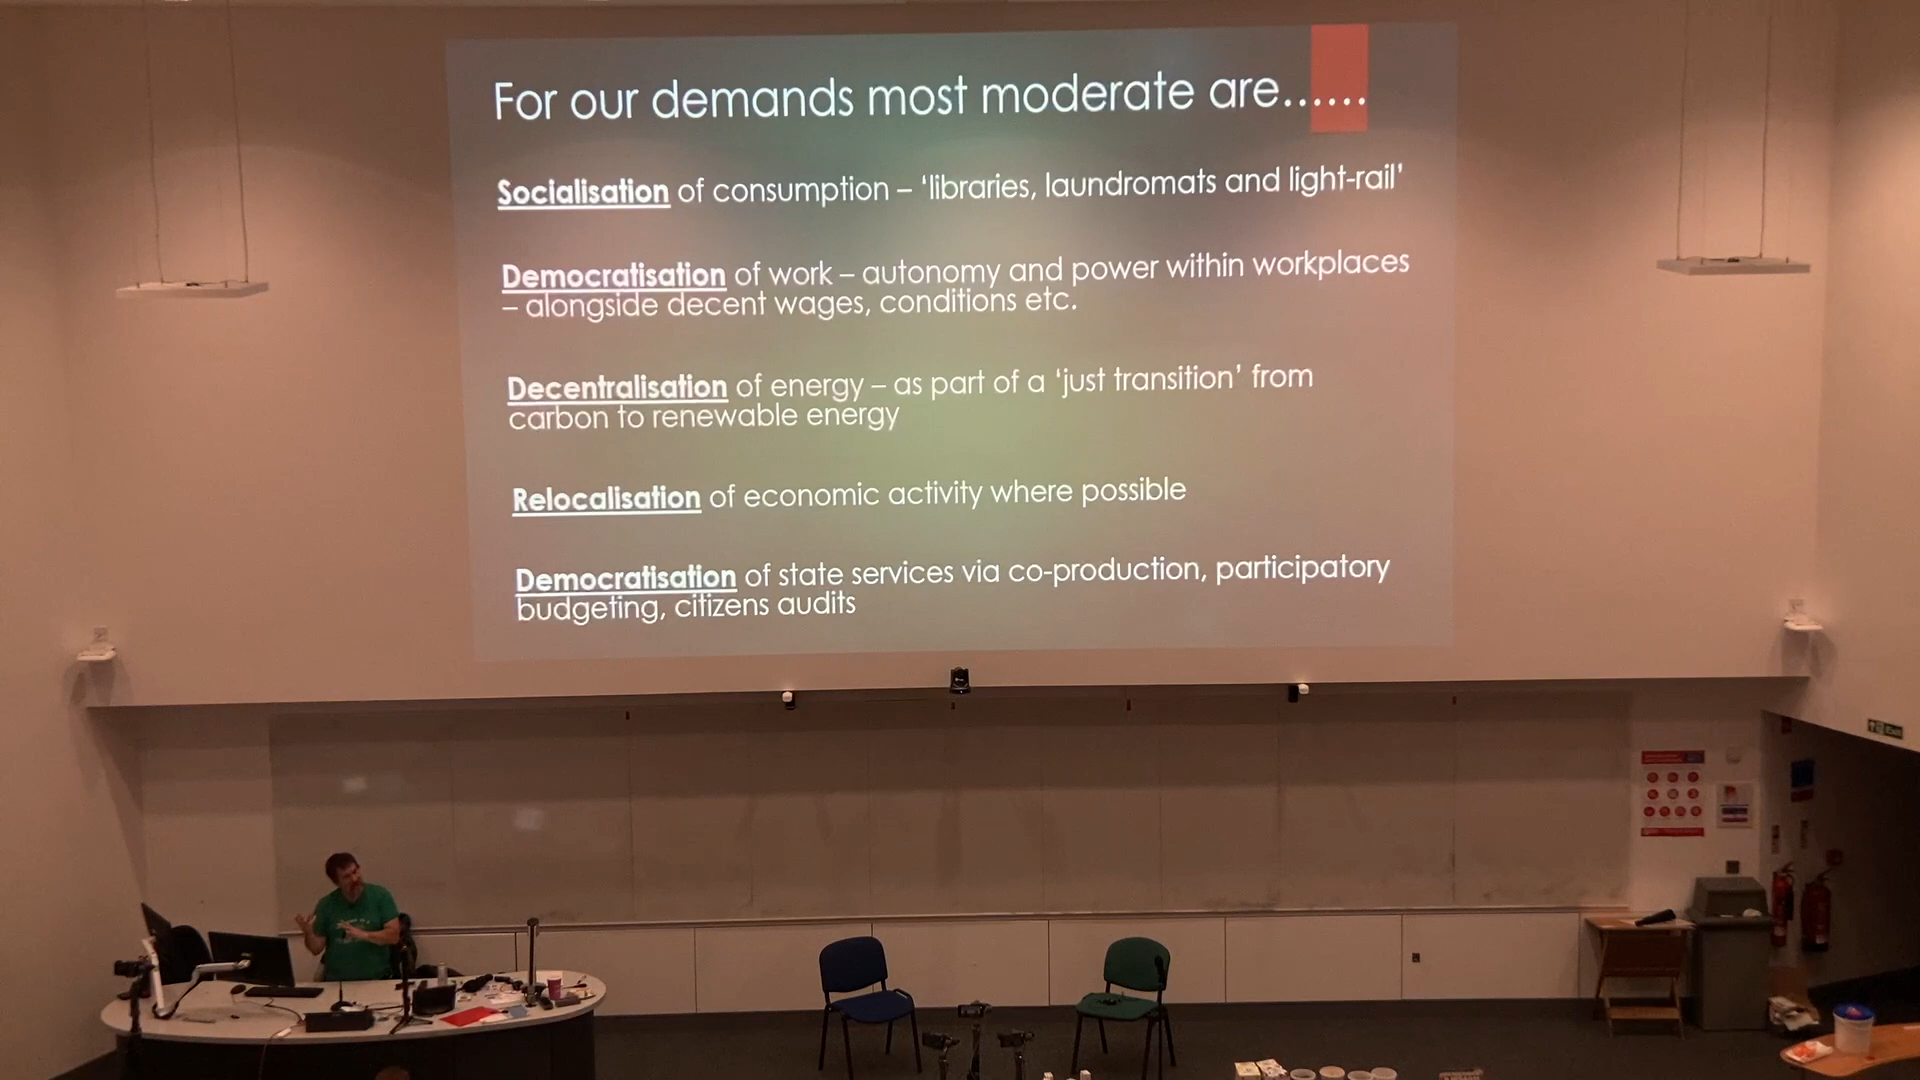 For our demands most moderate are......
Socialisation of consumption – ‘libraries, laundromats and light-rail’
Democratisation of work – autonomy and power within workplaces
– alongside decent wages, conditions etc.
Decentralisation of energy – as part of a ‘just transition’ from
carbon to renewable energy
Relocalisation of economic activity where possible
Democratisation of state services via co-production, participatory
budgeting, citizens audits